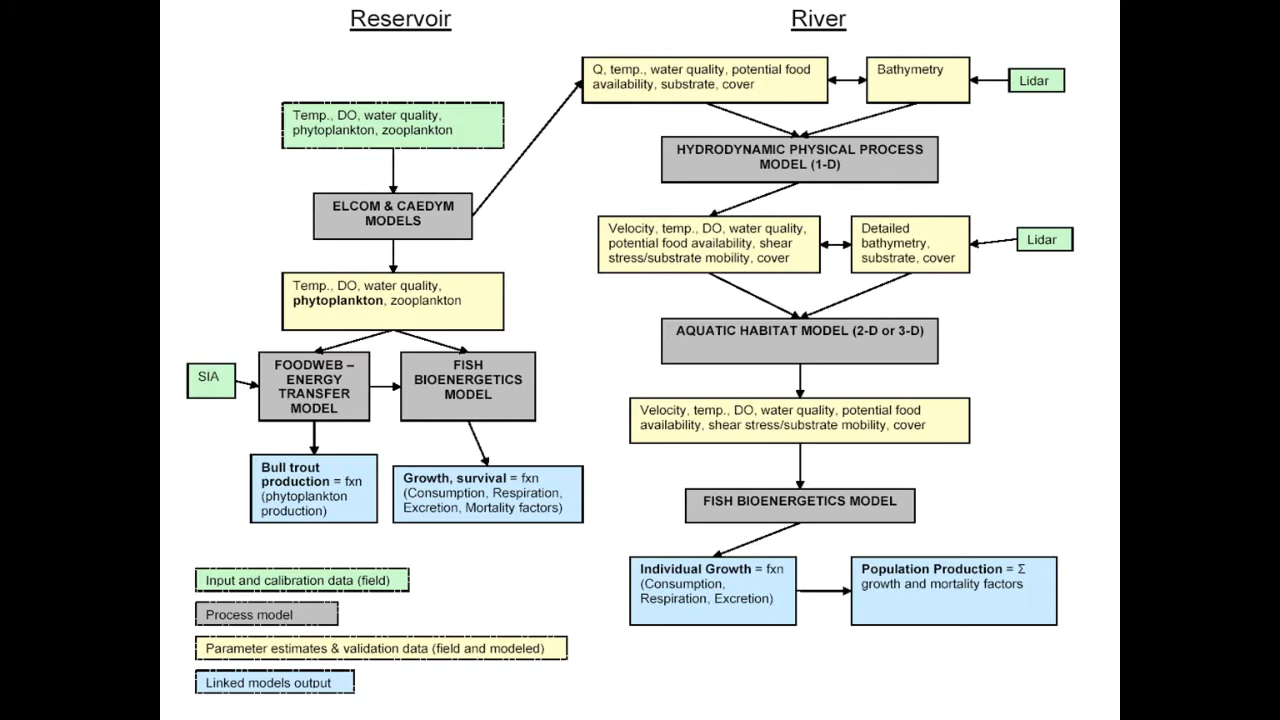 Reservoir
River
Temp., DO, water quality,
phytoplankton, zooplankton
ELCOM & CAEDYM
MODELS
Temp., DO, water quality,
phytoplankton, zooplankton
SIA
FOODWEB –
ENERGY
TRANSFER
MODEL
FISH
BIOENERGETICS
MODEL
Bull trout
production = fxn
(phytoplankton
production)
Growth, survival = fxn
(Consumption, Respiration,
Excretion, Mortality factors)
Q, temp., water quality, potential food
availability, substrate, cover
Bathymetry
Lidar
HYDRODYNAMIC PHYSICAL PROCESS
MODEL (1-D)
Velocity, temp., DO, water quality,
potential food availability, shear
stress/substrate mobility, cover
Detailed
bathymetry,
substrate, cover
Lidar
AQUATIC HABITAT MODEL (2-D or 3-D)
Velocity, temp., DO, water quality, potential food
availability, shear stress/substrate mobility, cover
FISH BIOENERGETICS MODEL
Individual Growth = fxn
(Consumption,
Respiration, Excretion)
Population Production = Σ
growth and mortality factors
Input and calibration data (field)
Process model
Parameter estimates & validation data (field and modeled)
Linked models output